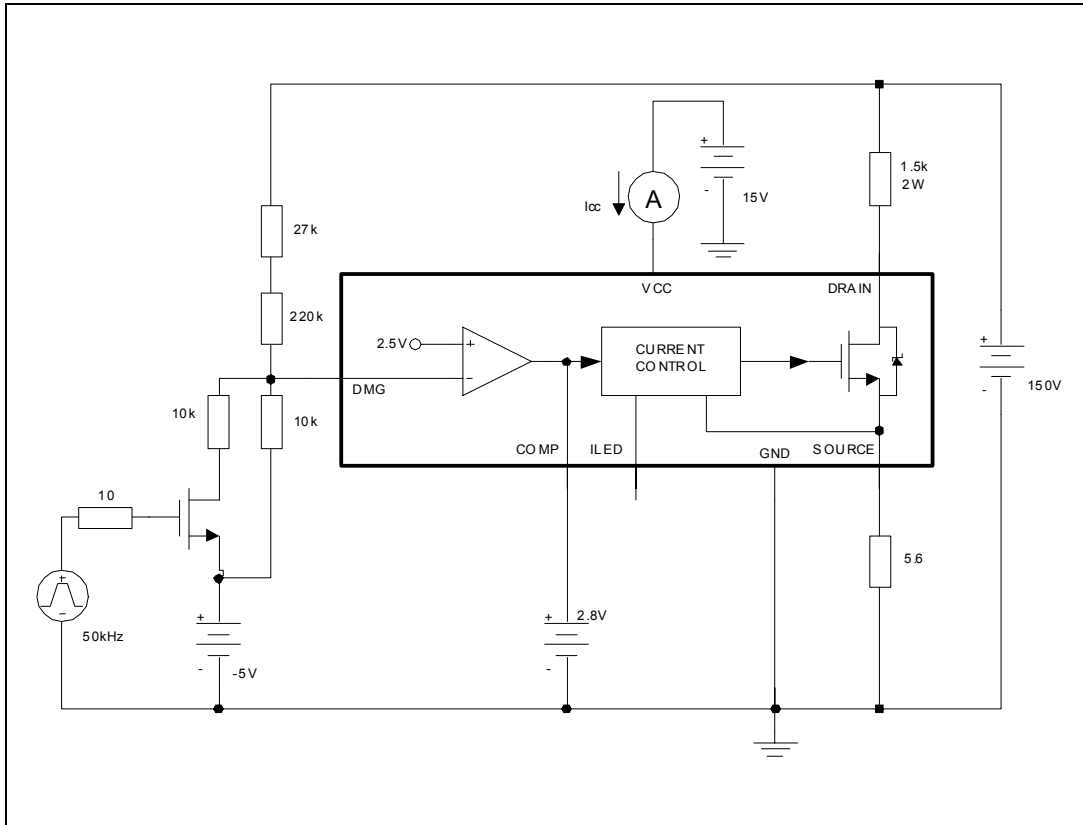 +
1.5k
2W
A
Icc
-
15V
27k
VCC
DRAIN
220k
2.5V
+
-
CURRENT
CONTROL
+
-
150V
DMG
10k
10k
COMP
ILED
GND
SOURCE
10
5.6
+
-
50kHz
+
-
-5V
+
2.8V
-